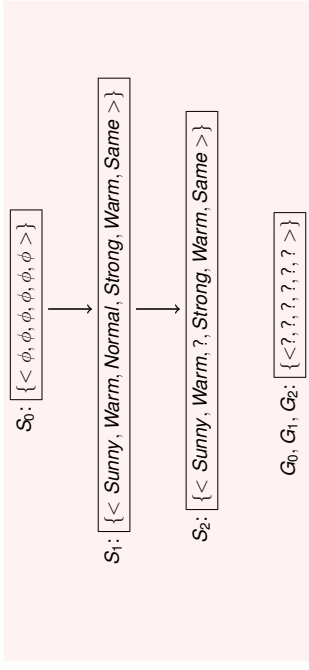 S₀: {< ϕ, ϕ, ϕ, ϕ, ϕ, ϕ >}
S₁: {< Sunny, Warm, Normal, Strong, Warm, Same >}
S₂: {< Sunny, Warm, ?, Strong, Warm, Same >}
G₀, G₁, G₂: {<?, ?, ?, ?, ?, ? >}